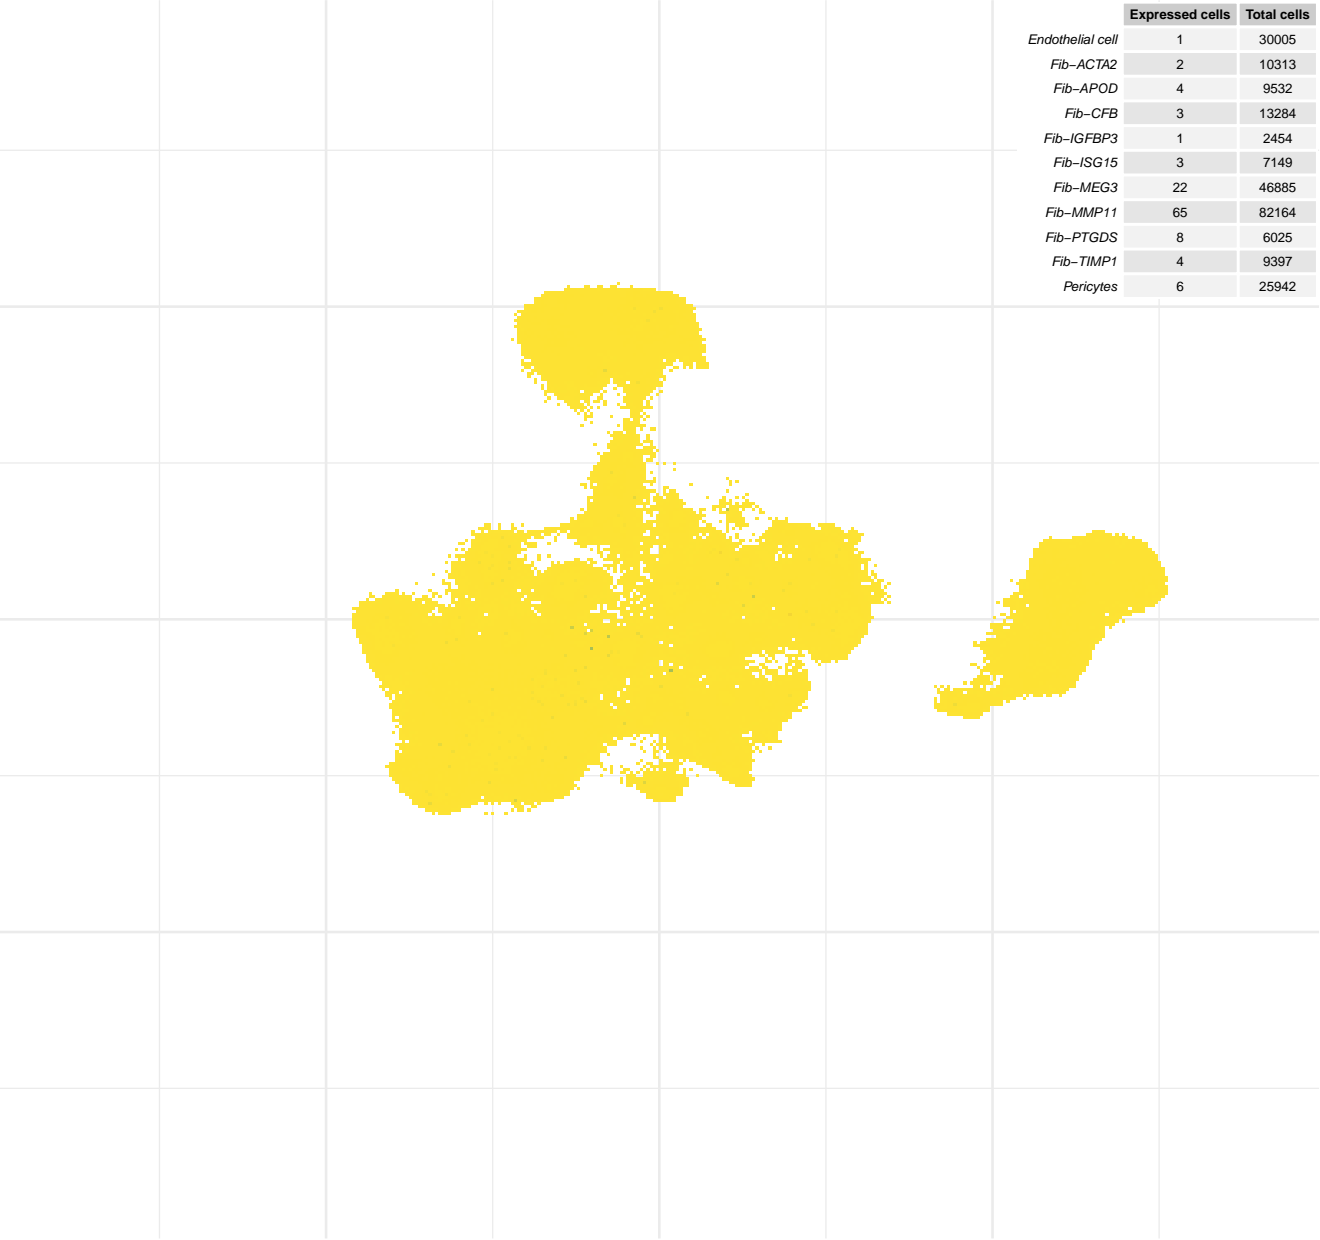 Expressed cells Total cells
Endothelial cell 1 30005
Fib−ACTA2 2 10313
Fib−APOD 4 9532
Fib−CFB 3 13284
Fib−IGFBP3 1 2454
Fib−ISG15 3 7149
Fib−MEG3 22 46885
Fib−MMP11 65 82164
Fib−PTGDS 8 6025
Fib−TIMP1 4 9397
Pericytes 6 25942